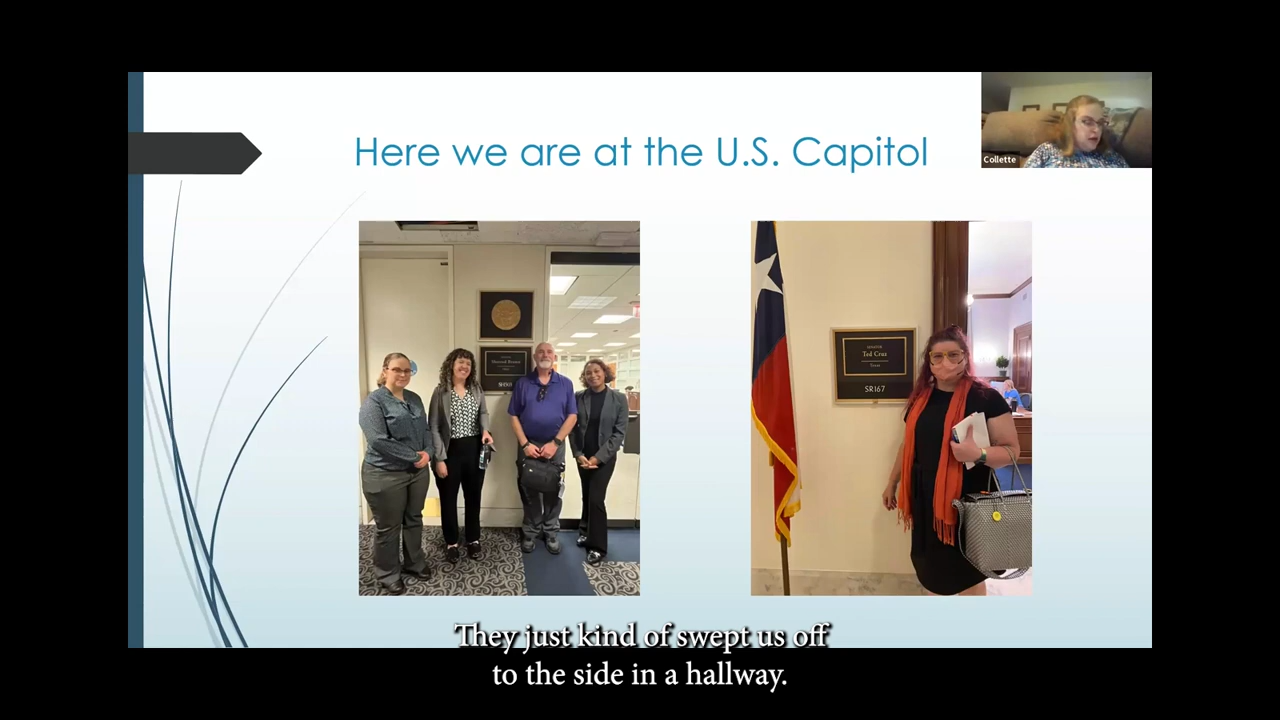 Here we are at the U.S. Capitol
Collette
SENATOR
Ted Cruz
Texas
SR167
They just kind of swept us off
to the side in a hallway.